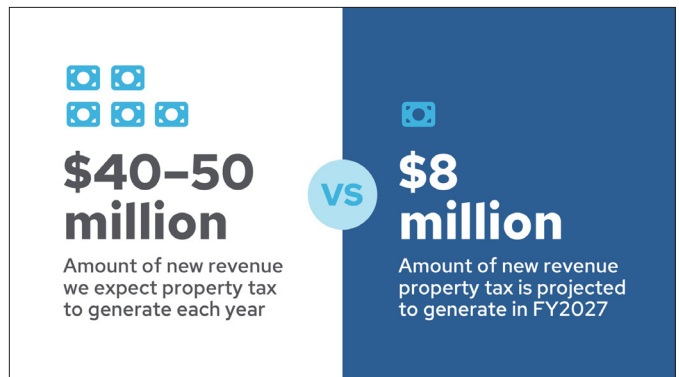 $40–50
million
Amount of new revenue
we expect property tax
to generate each year
VS
$8
million
Amount of new revenue
property tax is projected
to generate in FY2027